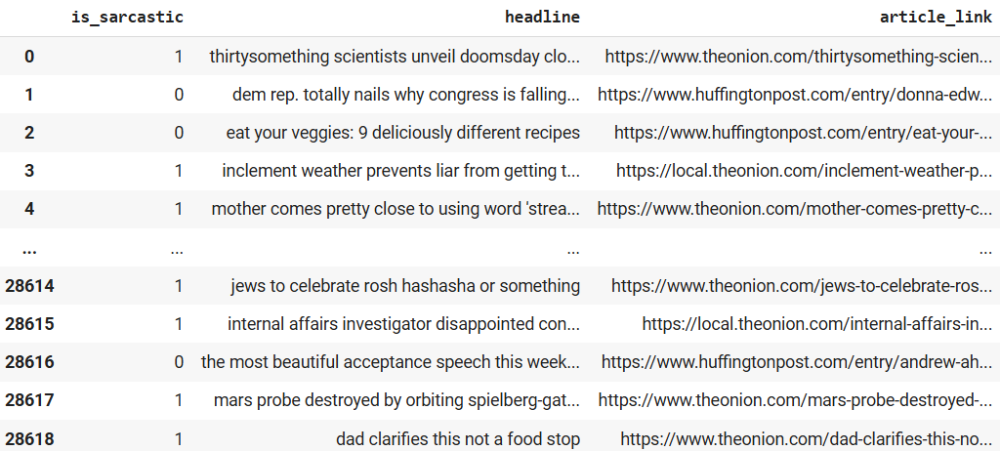 is_sarcastic headline article_link
0 1 thirtysomething scientists unveil doomsday clo... https://www.theonion.com/thirtysomething-scien...
1 0 dem rep. totally nails why congress is falling... https://www.huffingtonpost.com/entry/donna-edw...
2 0 eat your veggies: 9 deliciously different recipes https://www.huffingtonpost.com/entry/eat-your-...
3 1 inclement weather prevents liar from getting t... https://local.theonion.com/inclement-weather-p...
4 1 mother comes pretty close to using word 'strea... https://www.theonion.com/mother-comes-pretty-c...
... ... ... ...
28614 1 jews to celebrate rosh hashasha or something https://www.theonion.com/jews-to-celebrate-ros...
28615 1 internal affairs investigator disappointed con... https://local.theonion.com/internal-affairs-in...
28616 0 the most beautiful acceptance speech this week... https://www.huffingtonpost.com/entry/andrew-ah...
28617 1 mars probe destroyed by orbiting spielberg-gat... https://www.theonion.com/mars-probe-destroyed-...
28618 1 dad clarifies this not a food stop https://www.theonion.com/dad-clarifies-this-no...